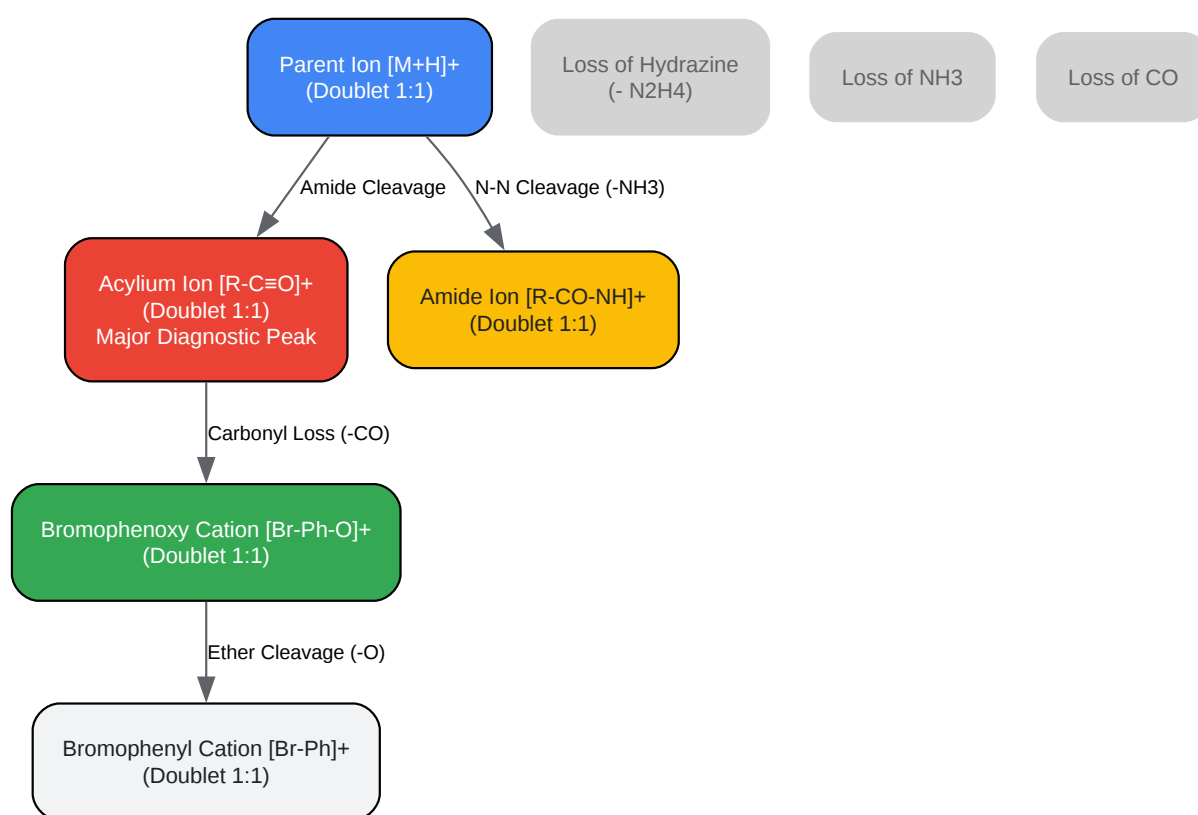 Parent Ion [M+H]+
(Doublet 1:1)
Loss of Hydrazine
(- N2H4)
Loss of NH3
Loss of CO
Amide Cleavage
N-N Cleavage (-NH3)
Acylium Ion [R-C≡O]+
(Doublet 1:1)
Major Diagnostic Peak
Amide Ion [R-CO-NH]+
(Doublet 1:1)
Carbonyl Loss (-CO)
Bromophenoxy Cation [Br-Ph-O]+
(Doublet 1:1)
Ether Cleavage (-O)
Bromophenyl Cation [Br-Ph]+
(Doublet 1:1)